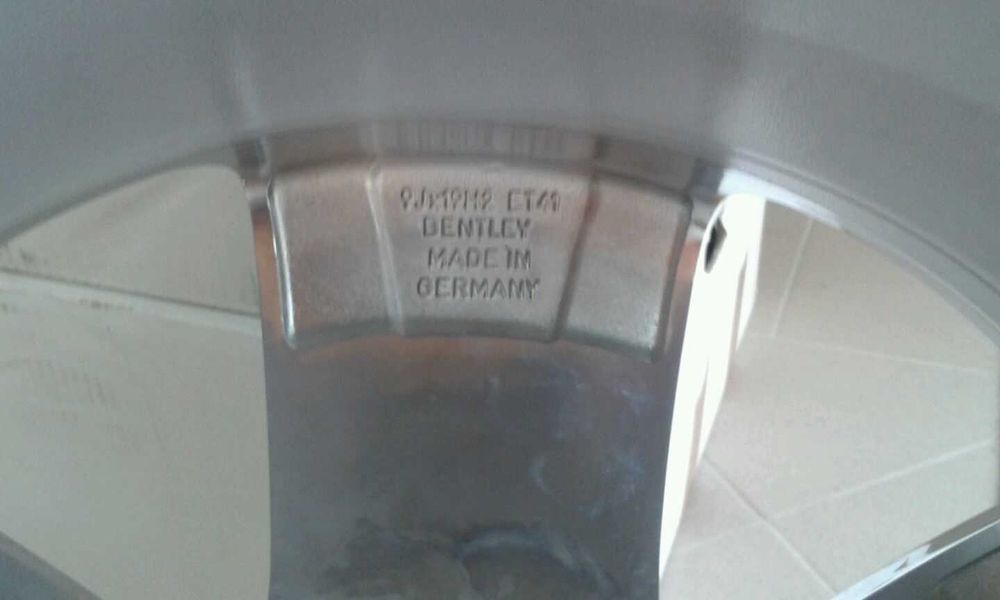 9Jx19H2 ET41
BENTLEY
MADE IN
GERMANY